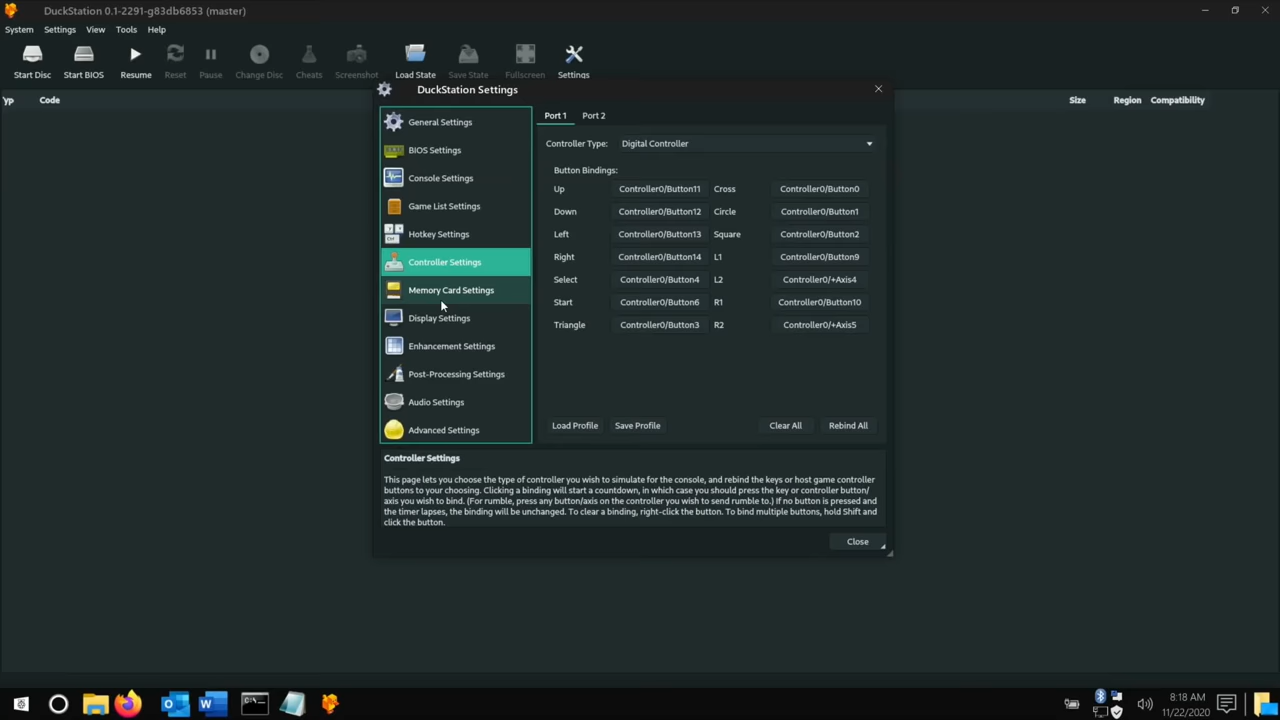 DuckStation 0.1-2291-g83db6853 (master)
System Settings View Tools Help
Start Disc Start BIOS Resume Reset Pause Change Disc Cheats Screenshot Load State Save State Fullscreen Settings
yp Code Size Region Compatibility
DuckStation Settings
General Settings
BIOS Settings
Console Settings
Game List Settings
Hotkey Settings
Controller Settings
Memory Card Settings
Display Settings
Enhancement Settings
Post-Processing Settings
Audio Settings
Advanced Settings
Port 1 Port 2
Controller Type: Digital Controller
Button Bindings:
Up Controller0/Button11 Cross Controller0/Button0
Down Controller0/Button12 Circle Controller0/Button1
Left Controller0/Button13 Square Controller0/Button2
Right Controller0/Button14 L1 Controller0/Button9
Select Controller0/Button4 L2 Controller0/+Axis4
Start Controller0/Button6 R1 Controller0/Button10
Triangle Controller0/Button3 R2 Controller0/+Axis5
Load Profile Save Profile Clear All Rebind All
Controller Settings
This page lets you choose the type of controller you wish to simulate for the console, and rebind the keys or host game controller
buttons to your choosing. Clicking a binding will start a countdown, in which case you should press the key or controller button/
axis you wish to bind. (For rumble, press any button/axis on the controller you wish to send rumble to.) If no button is pressed and
the timer lapses, the binding will be unchanged. To clear a binding, right-click the button. To bind multiple buttons, hold Shift and
click the button.
Close
8:18 AM
11/22/2020